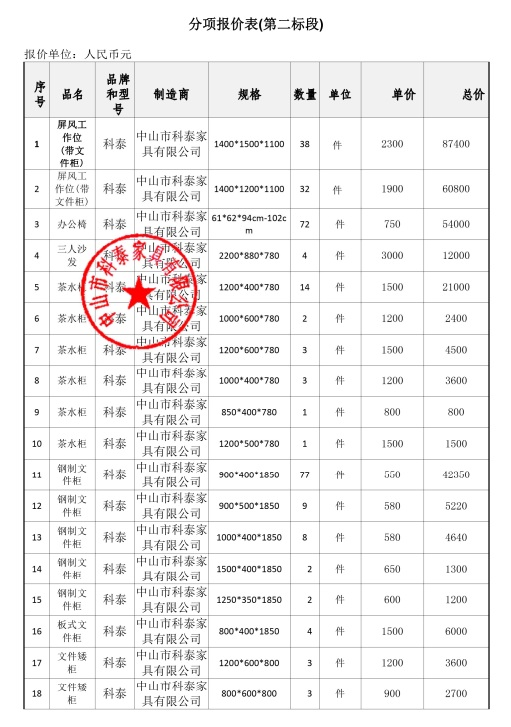 分项报价表(第二标段)
报价单位：人民币元
序号 品名 品牌和型号 制造商 规格 数量 单位 单价 总价
1 屏风工作位(带文件柜) 科泰 中山市科泰家具有限公司 1400*1500*1100 38 件 2300 87400
2 屏风工作位(带文件柜) 科泰 中山市科泰家具有限公司 1400*1200*1100 32 件 1900 60800
3 办公椅 科泰 中山市科泰家具有限公司 61*62*94cm-102cm 72 件 750 54000
4 三人沙发 科泰 中山市科泰家具有限公司 2200*880*780 4 件 3000 12000
5 茶水柜 科泰 中山市科泰家具有限公司 1200*400*780 14 件 1500 21000
6 茶水柜 科泰 中山市科泰家具有限公司 1000*600*780 2 件 1200 2400
7 茶水柜 科泰 中山市科泰家具有限公司 1200*600*780 3 件 1500 4500
8 茶水柜 科泰 中山市科泰家具有限公司 1000*400*780 3 件 1200 3600
9 茶水柜 科泰 中山市科泰家具有限公司 850*400*780 1 件 800 800
10 茶水柜 科泰 中山市科泰家具有限公司 1200*500*780 1 件 1500 1500
11 钢制文件柜 科泰 中山市科泰家具有限公司 900*400*1850 77 件 550 42350
12 钢制文件柜 科泰 中山市科泰家具有限公司 900*500*1850 9 件 580 5220
13 钢制文件柜 科泰 中山市科泰家具有限公司 1000*400*1850 8 件 580 4640
14 钢制文件柜 科泰 中山市科泰家具有限公司 1500*400*1850 2 件 650 1300
15 钢制文件柜 科泰 中山市科泰家具有限公司 1250*350*1850 2 件 600 1200
16 板式文件柜 科泰 中山市科泰家具有限公司 800*400*1850 4 件 1500 6000
17 文件矮柜 科泰 中山市科泰家具有限公司 1200*600*800 3 件 1200 3600
18 文件矮柜 科泰 中山市科泰家具有限公司 800*600*800 3 件 900 2700
中山市科泰家具有限公司